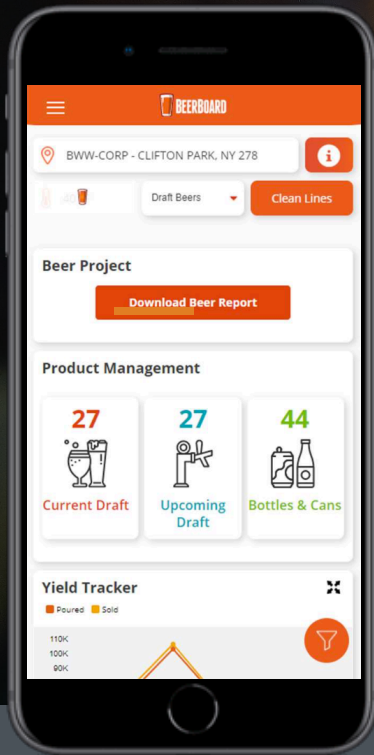 BEERBOARD
BWW-CORP - CLIFTON PARK, NY 278
i
Draft Beers
Clean Lines
Beer Project
Download Beer Report
Product Management
27
27
44
Current Draft
Upcoming
Draft
Bottles & Cans
Yield Tracker
Poured
Sold
110K
100K
90K